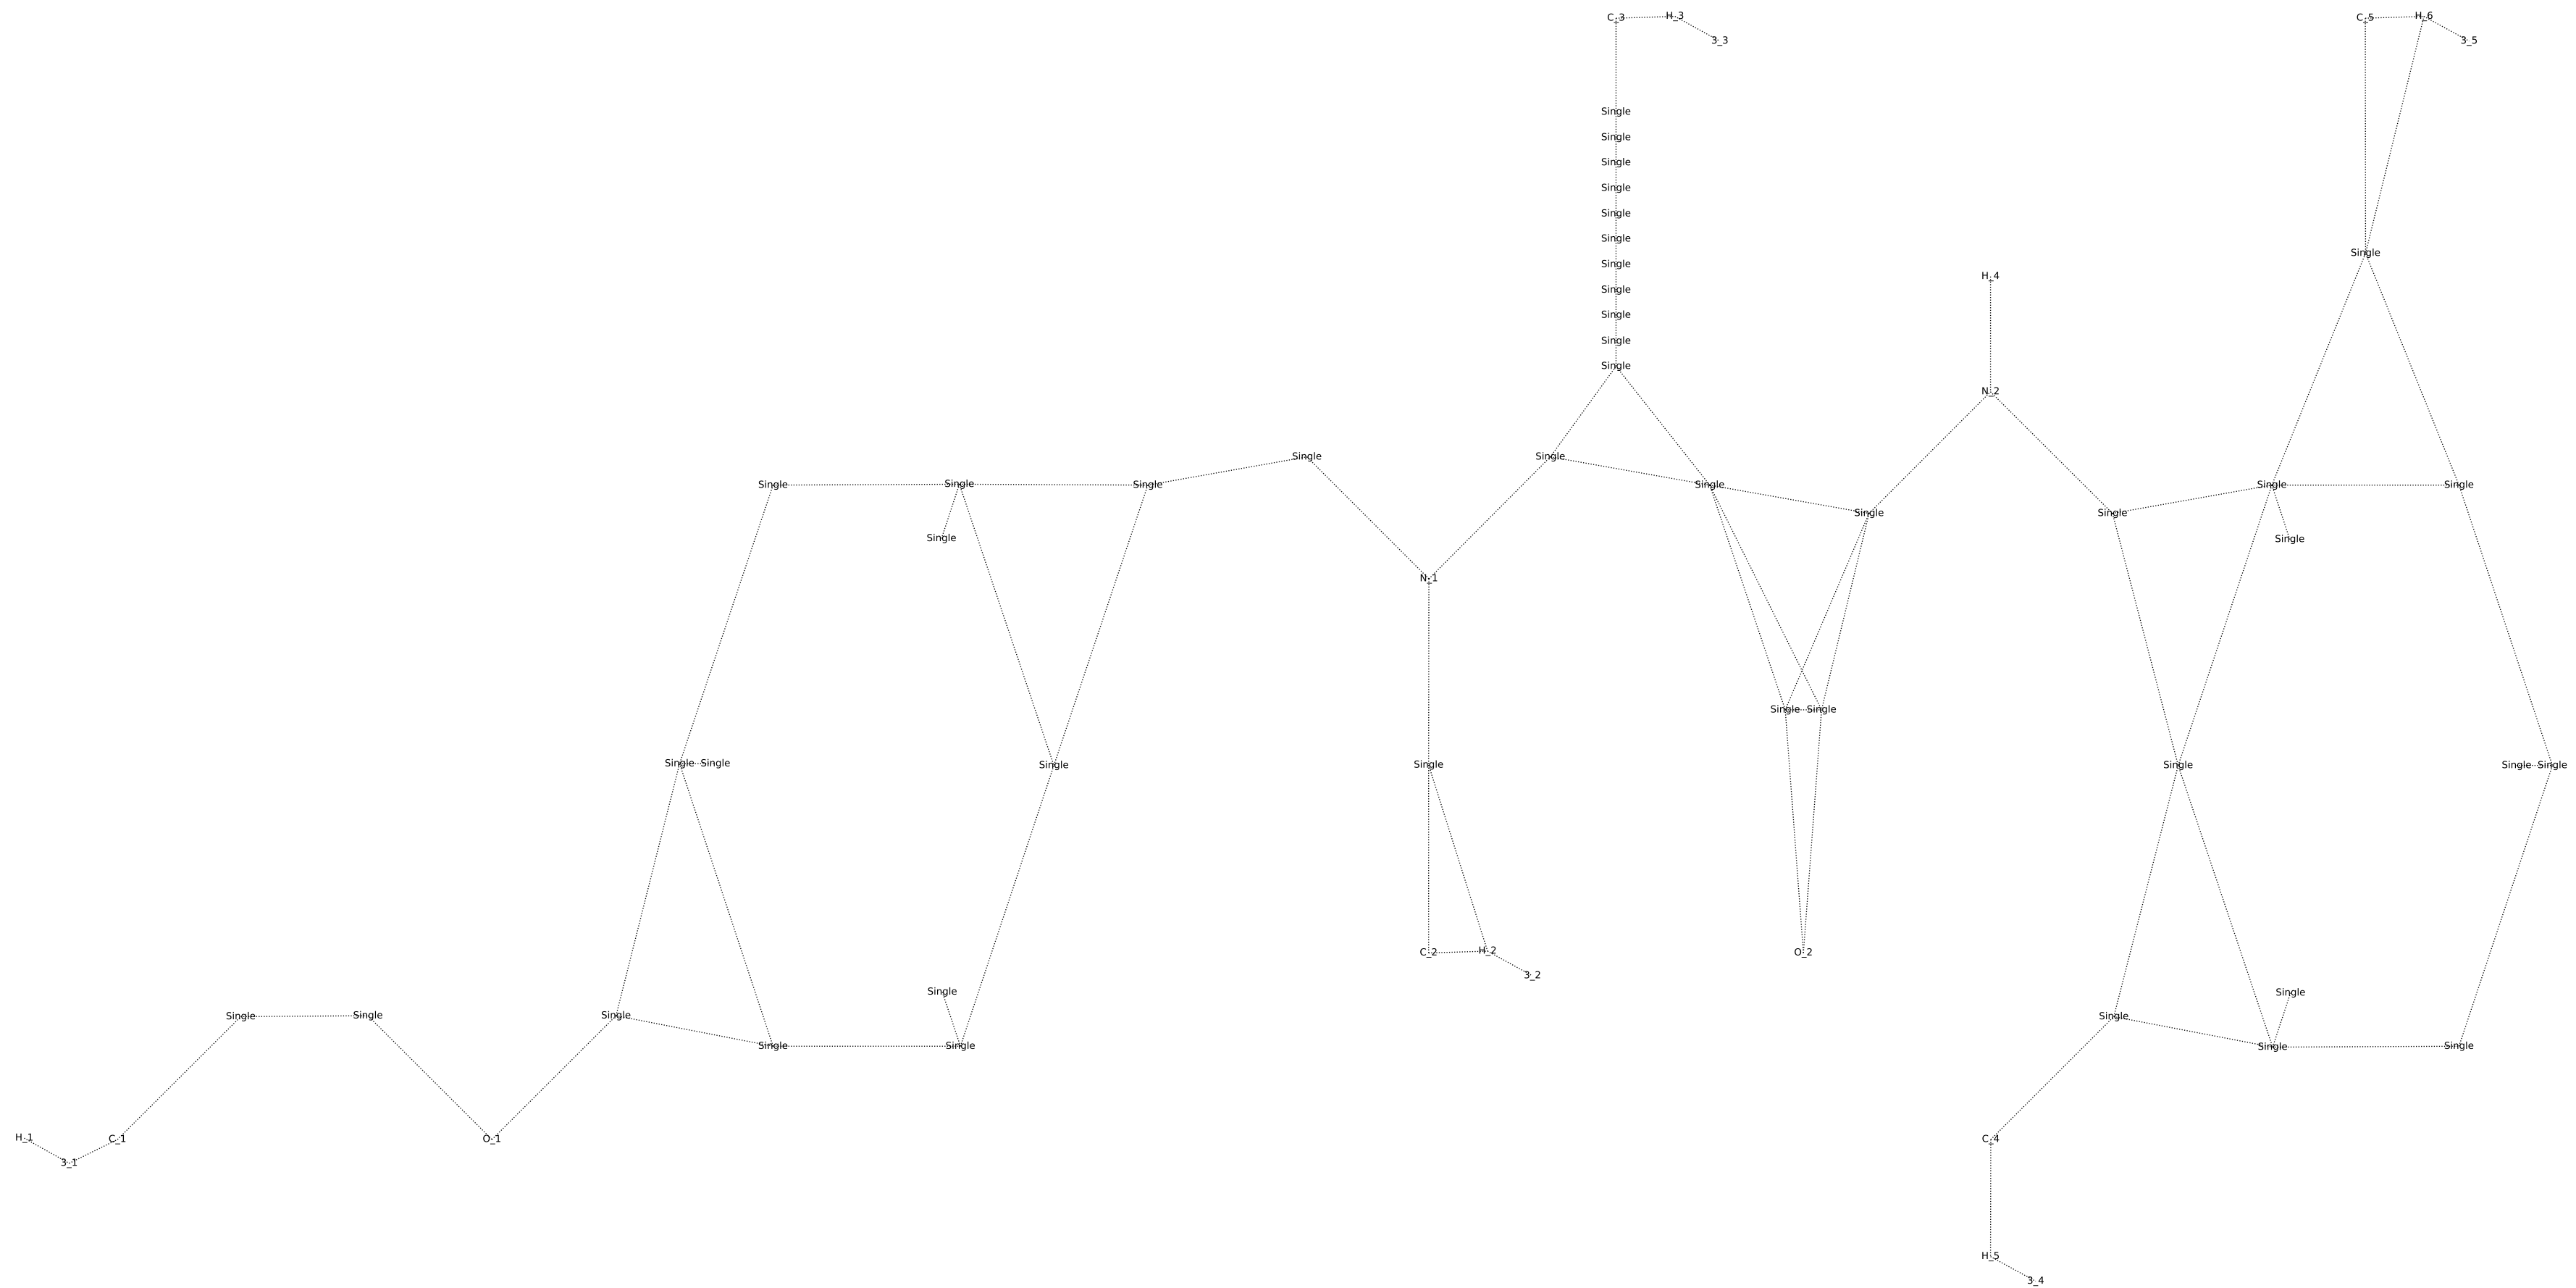 C_3 H_3 C_5 H_6
3_3 3_5
Single
Single
Single
Single
Single
Single
Single Single
Single
H_4
Single
Single
Single
Single
N_2
Single Single
Single Single Single Single Single Single
Single Single
Single Single
N_1
Single Single
Single Single Single Single Single Single Single
C_2 H_2 O_2
3_2
Single Single
Single Single Single Single
Single Single Single Single
H_1 C_1 O_1 C_4
3_1
H_5
3_4